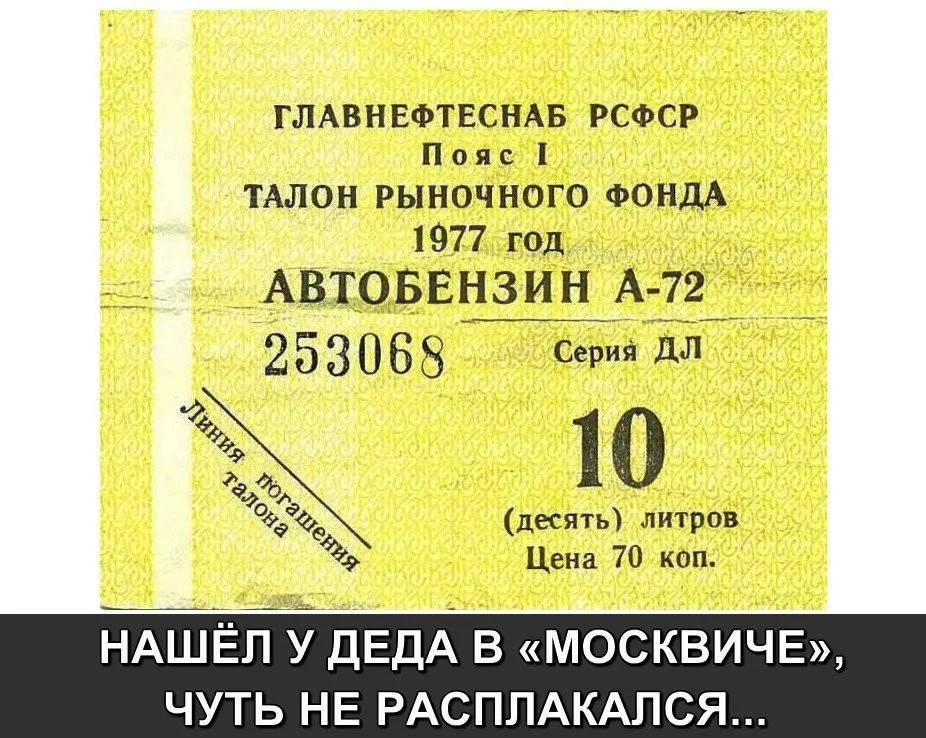 ГЛАВНЕФТЕСНАБ РСФСР
Пояс I
ТАЛОН РЫНОЧНОГО ФОНДА
1977 год
АВТОБЕНЗИН А-72
253068 Серия ДЛ
Линия погашения
талона
10
(десять) литров
Цена 70 коп.
НАШЁЛ У ДЕДА В «МОСКВИЧЕ»,
ЧУТЬ НЕ РАСПЛАКАЛСЯ...